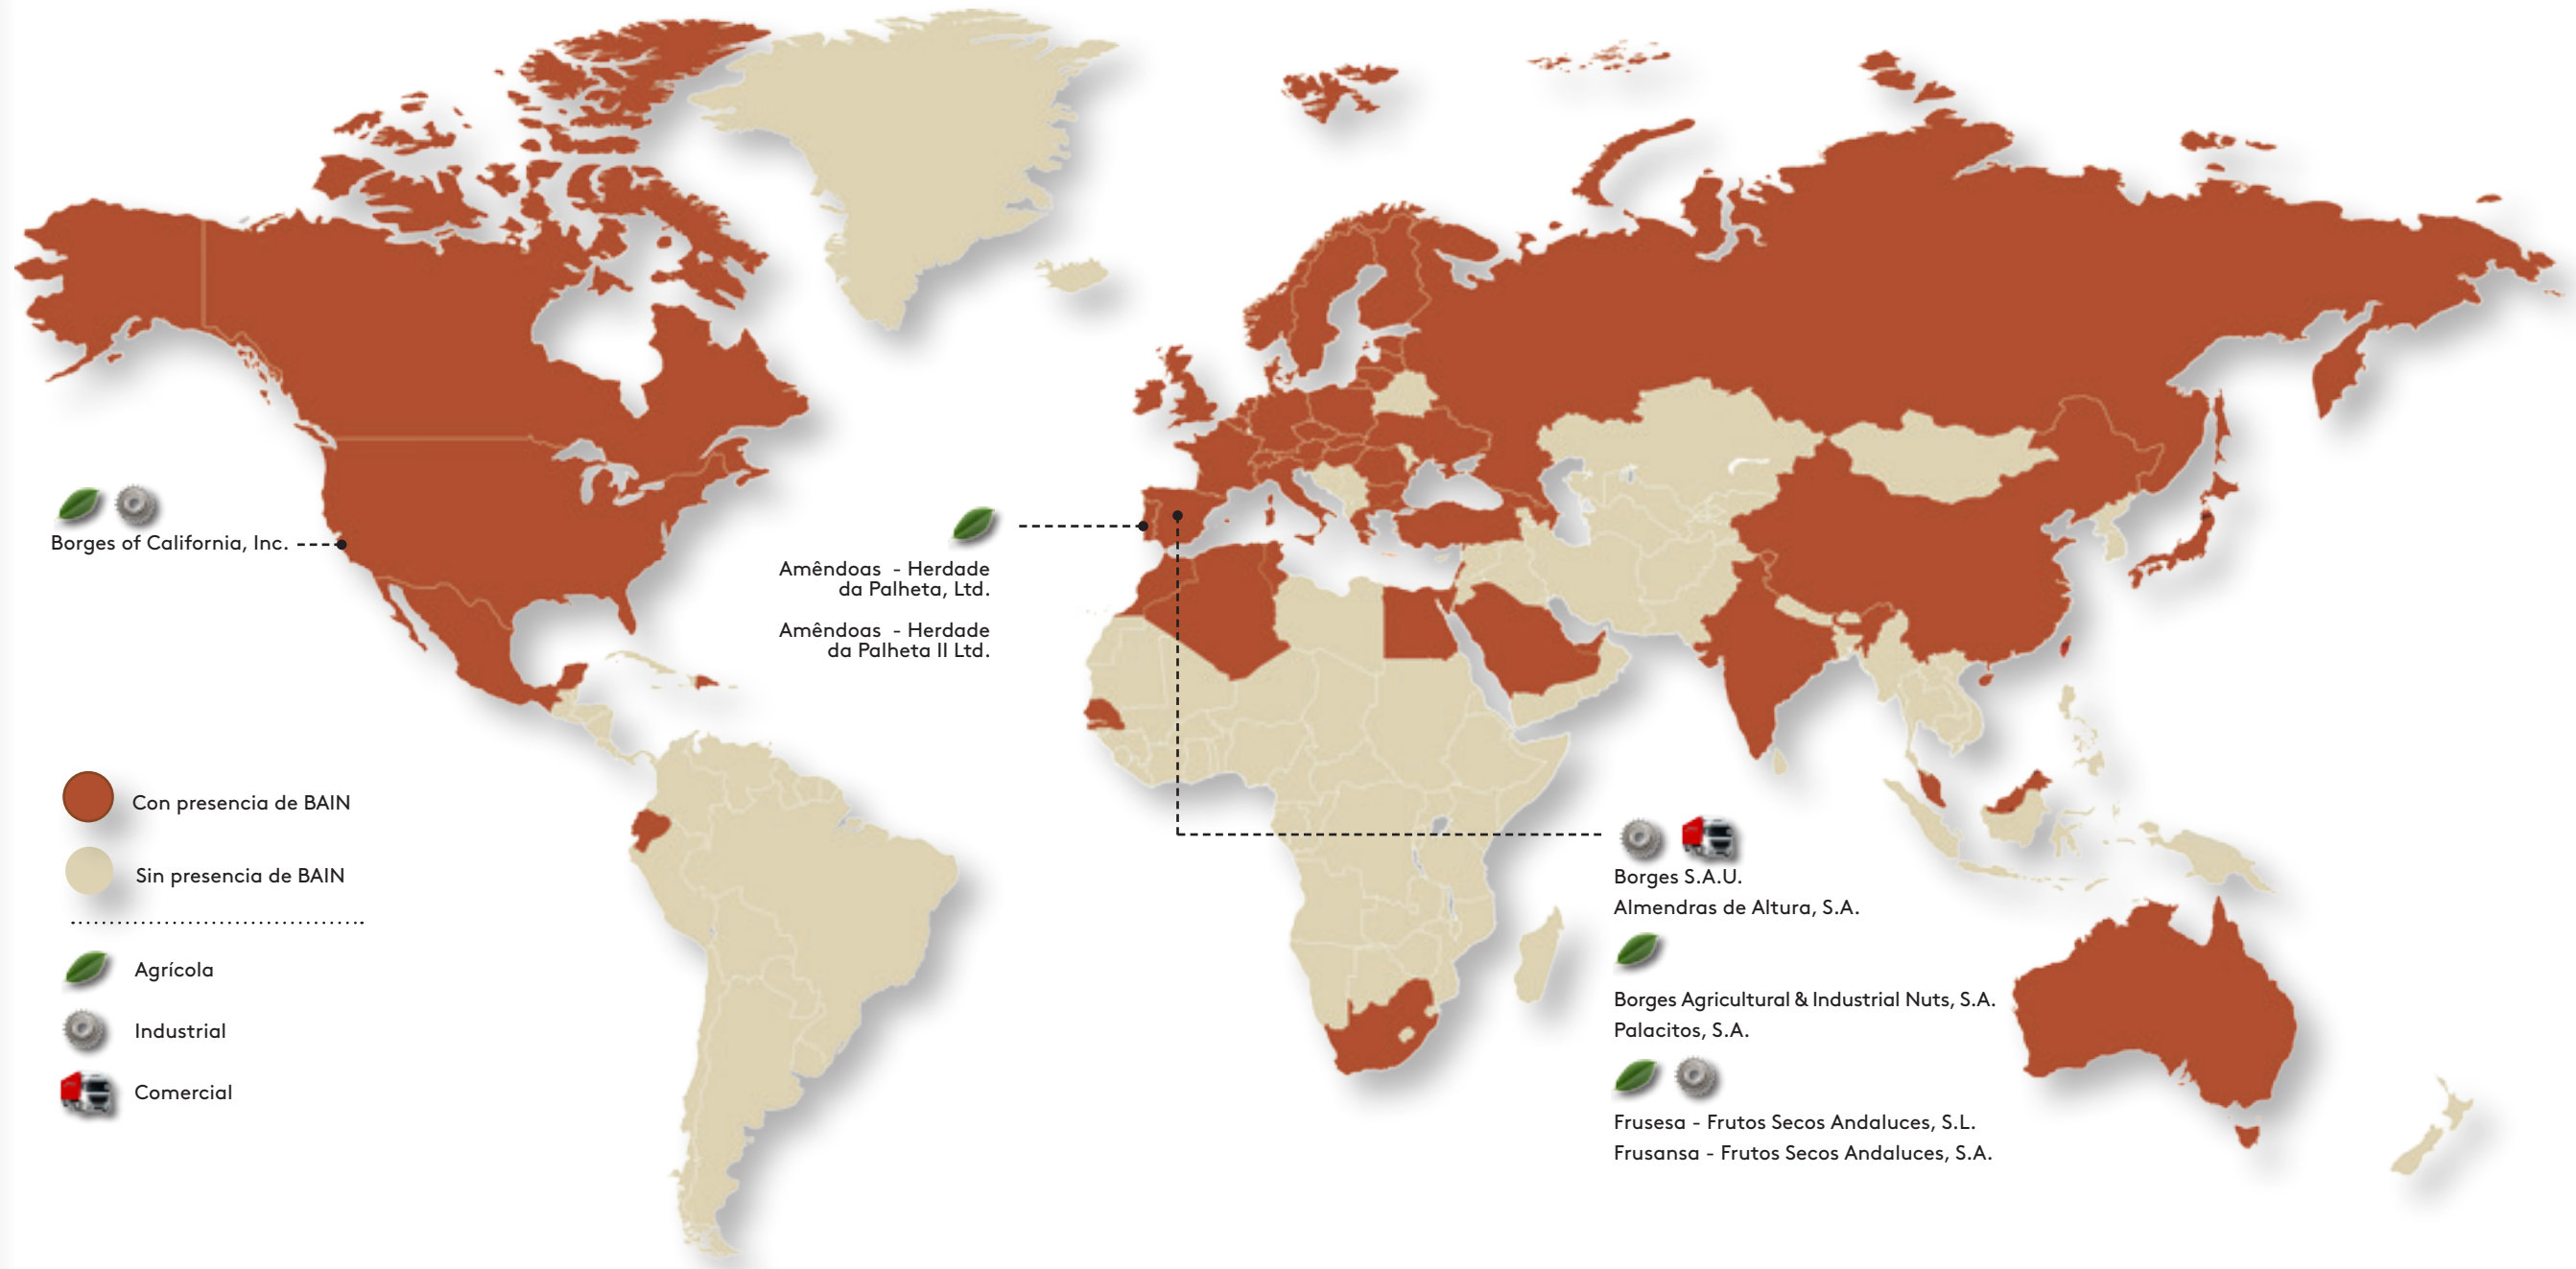 Borges of California, Inc.
Amêndoas - Herdade
da Palheta, Ltd.
Amêndoas - Herdade
da Palheta II Ltd.
Con presencia de BAIN
Sin presencia de BAIN
Agrícola
Industrial
Comercial
Borges S.A.U.
Almendras de Altura, S.A.
Borges Agricultural & Industrial Nuts, S.A.
Palacitos, S.A.
Frusesa - Frutos Secos Andaluces, S.L.
Frusansa - Frutos Secos Andaluces, S.A.